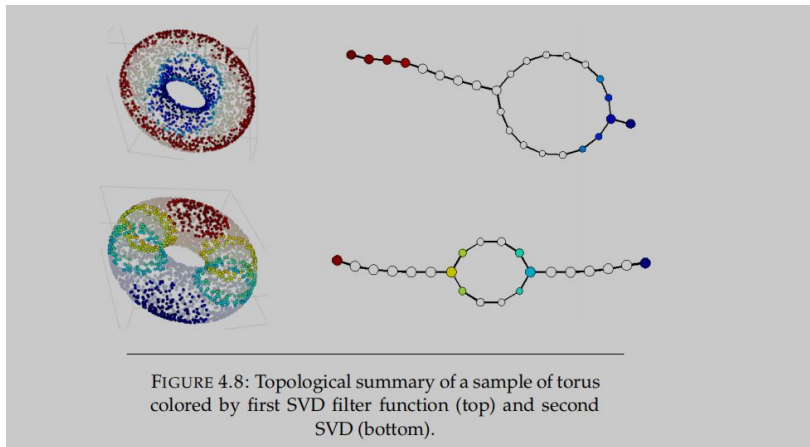 FIGURE 4.8: Topological summary of a sample of torus
colored by first SVD filter function (top) and second
SVD (bottom).